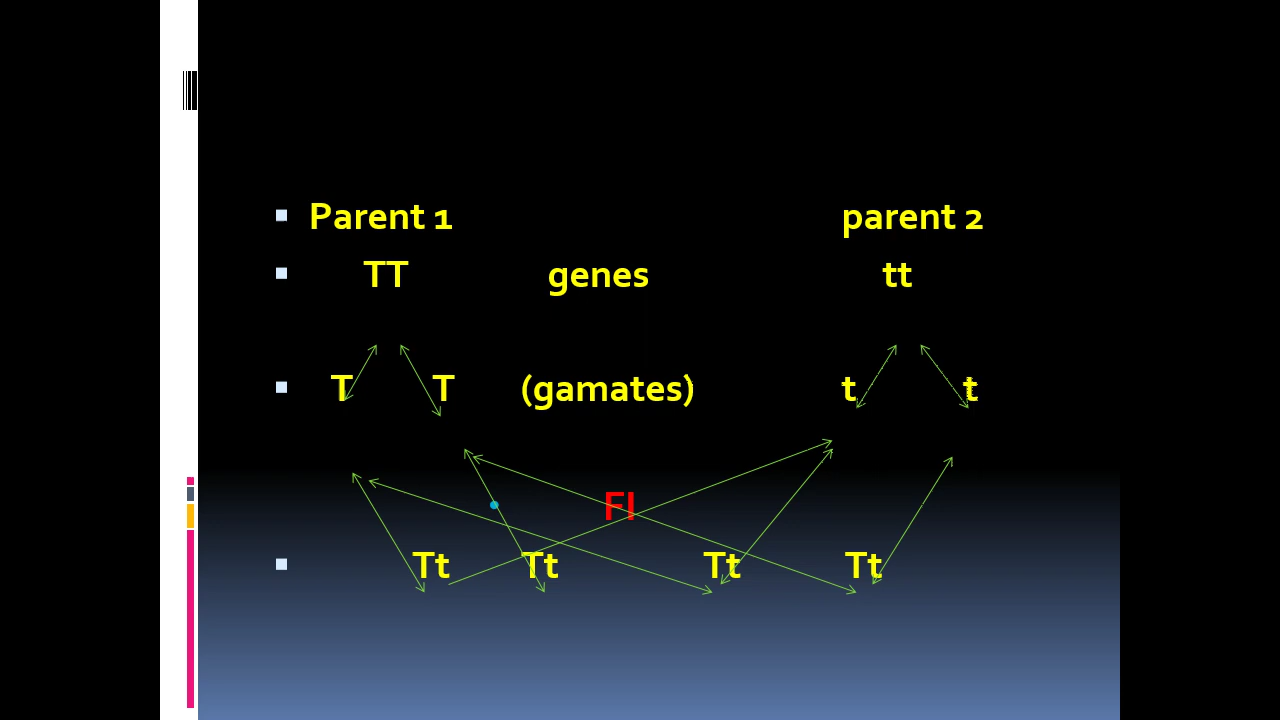 Parent 1 parent 2
TT genes tt
T T (gamates) t t
FI
Tt Tt Tt Tt